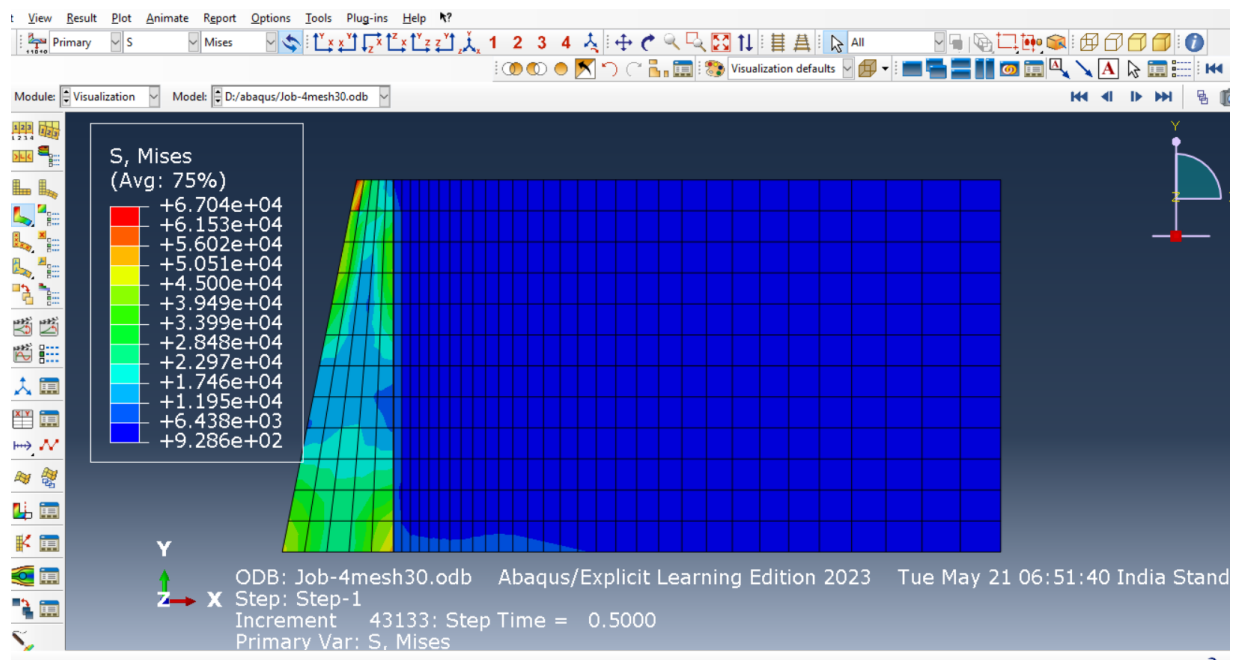 View Result Plot Animate Report Options Tools Plug-ins Help
Primary S Mises 1 2 3 4 All
Visualization defaults A
Module: Visualization Model: D:/abaqus/Job-4mesh30.odb
Y
Z
S, Mises
(Avg: 75%)
+6.704e+04
+6.153e+04
+5.602e+04
+5.051e+04
+4.500e+04
+3.949e+04
+3.399e+04
+2.848e+04
+2.297e+04
+1.746e+04
+1.195e+04
+6.438e+03
+9.286e+02
Y
Z X
ODB: Job-4mesh30.odb Abaqus/Explicit Learning Edition 2023 Tue May 21 06:51:40 India Stand
Step: Step-1
Increment 43133: Step Time = 0.5000
Primary Var: S, Mises